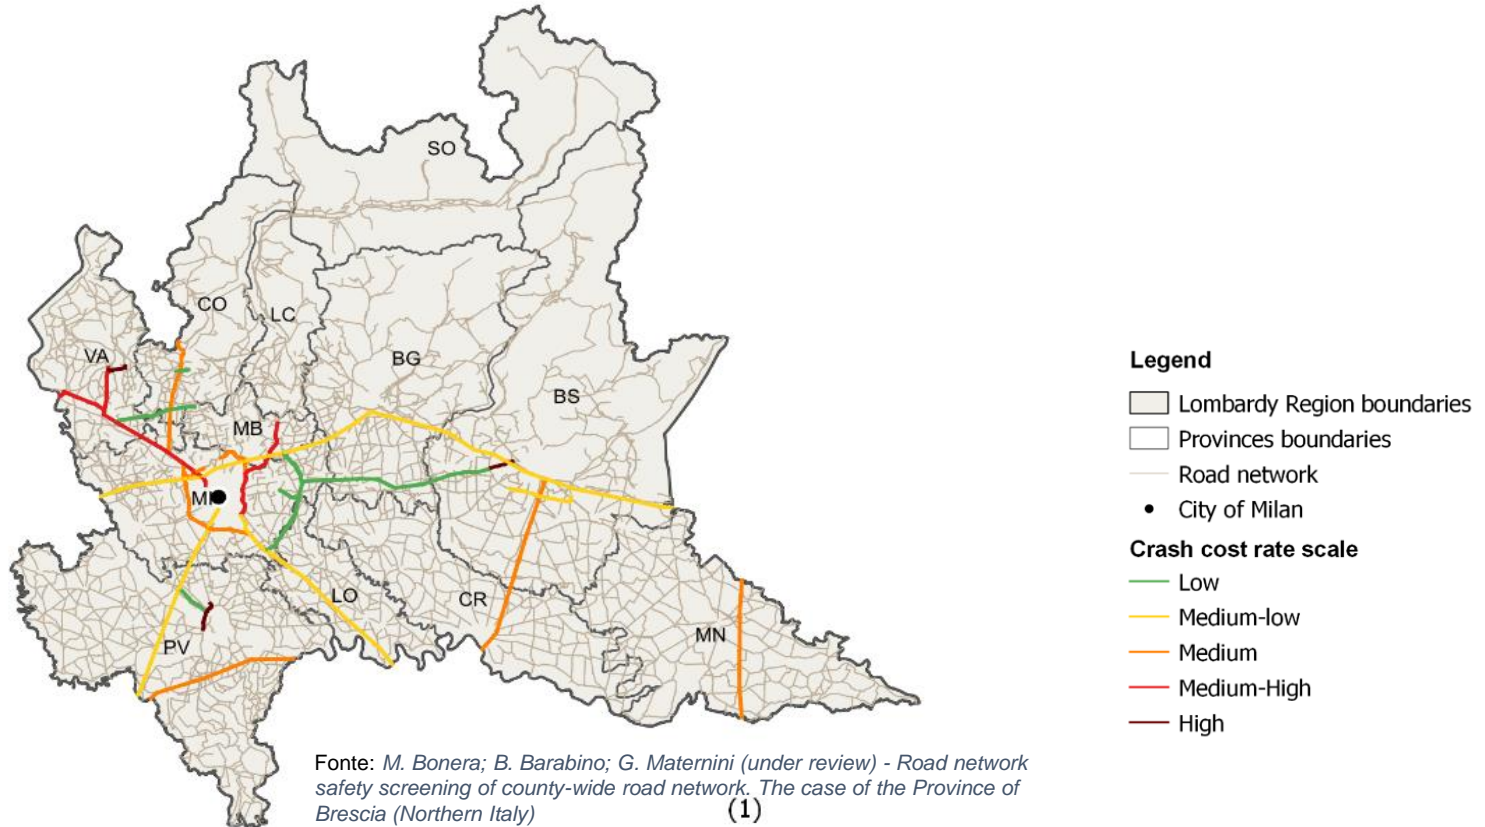 SO
CO
LC
VA
BG
BS
MB
MI
LO
CR
PV
MN
Legend
Lombardy Region boundaries
Provinces boundaries
Road network
City of Milan
Crash cost rate scale
Low
Medium-low
Medium
Medium-High
High
Fonte: M. Bonera; B. Barabino; G. Maternini (under review) - Road network
safety screening of county-wide road network. The case of the Province of
Brescia (Northern Italy)
(1)